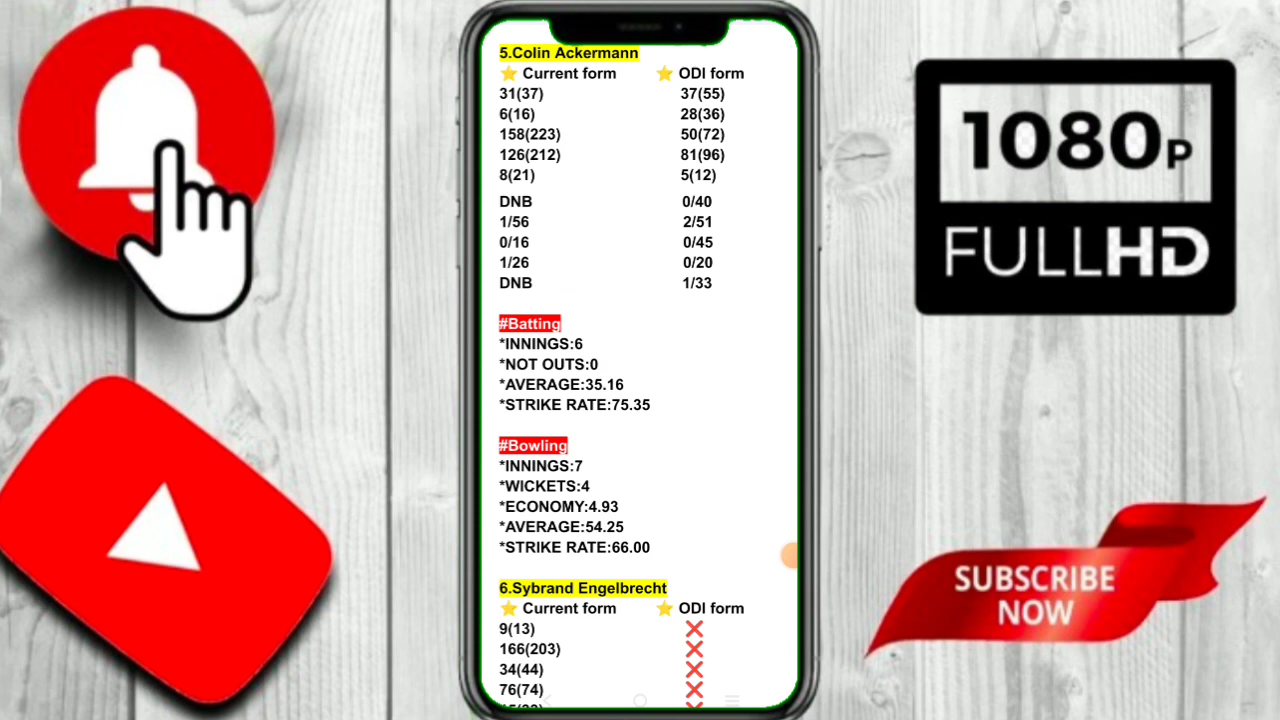 5.Colin Ackermann
⭐ Current form ⭐ ODI form
31(37) 37(55)
6(16) 28(36)
158(223) 50(72)
126(212) 81(96)
8(21) 5(12)
DNB 0/40
1/56 2/51
0/16 0/45
1/26 0/20
DNB 1/33
#Batting
*INNINGS:6
*NOT OUTS:0
*AVERAGE:35.16
*STRIKE RATE:75.35
#Bowling
*INNINGS:7
*WICKETS:4
*ECONOMY:4.93
*AVERAGE:54.25
*STRIKE RATE:66.00
6.Sybrand Engelbrecht
⭐ Current form ⭐ ODI form
9(13) ❌
166(203) ❌
34(44) ❌
76(74) ❌
1080P
FULLHD
SUBSCRIBE
NOW